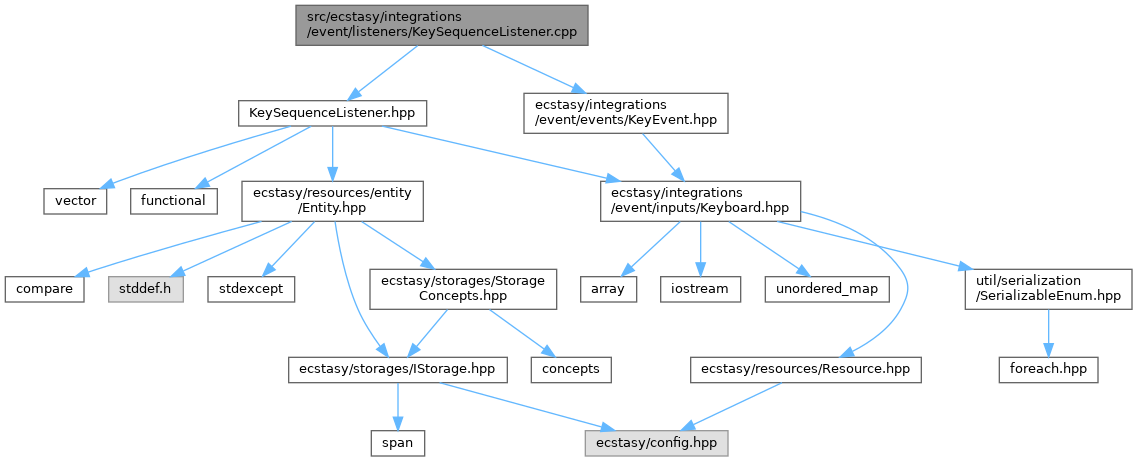 src/ecstasy/integrations
/event/listeners/KeySequenceListener.cpp
KeySequenceListener.hpp
ecstasy/integrations
/event/events/KeyEvent.hpp
vector
functional
ecstasy/resources/entity
/Entity.hpp
ecstasy/integrations
/event/inputs/Keyboard.hpp
compare
stddef.h
stdexcept
ecstasy/storages/Storage
Concepts.hpp
array
iostream
unordered_map
util/serialization
/SerializableEnum.hpp
ecstasy/storages/IStorage.hpp
concepts
ecstasy/resources/Resource.hpp
foreach.hpp
span
ecstasy/config.hpp